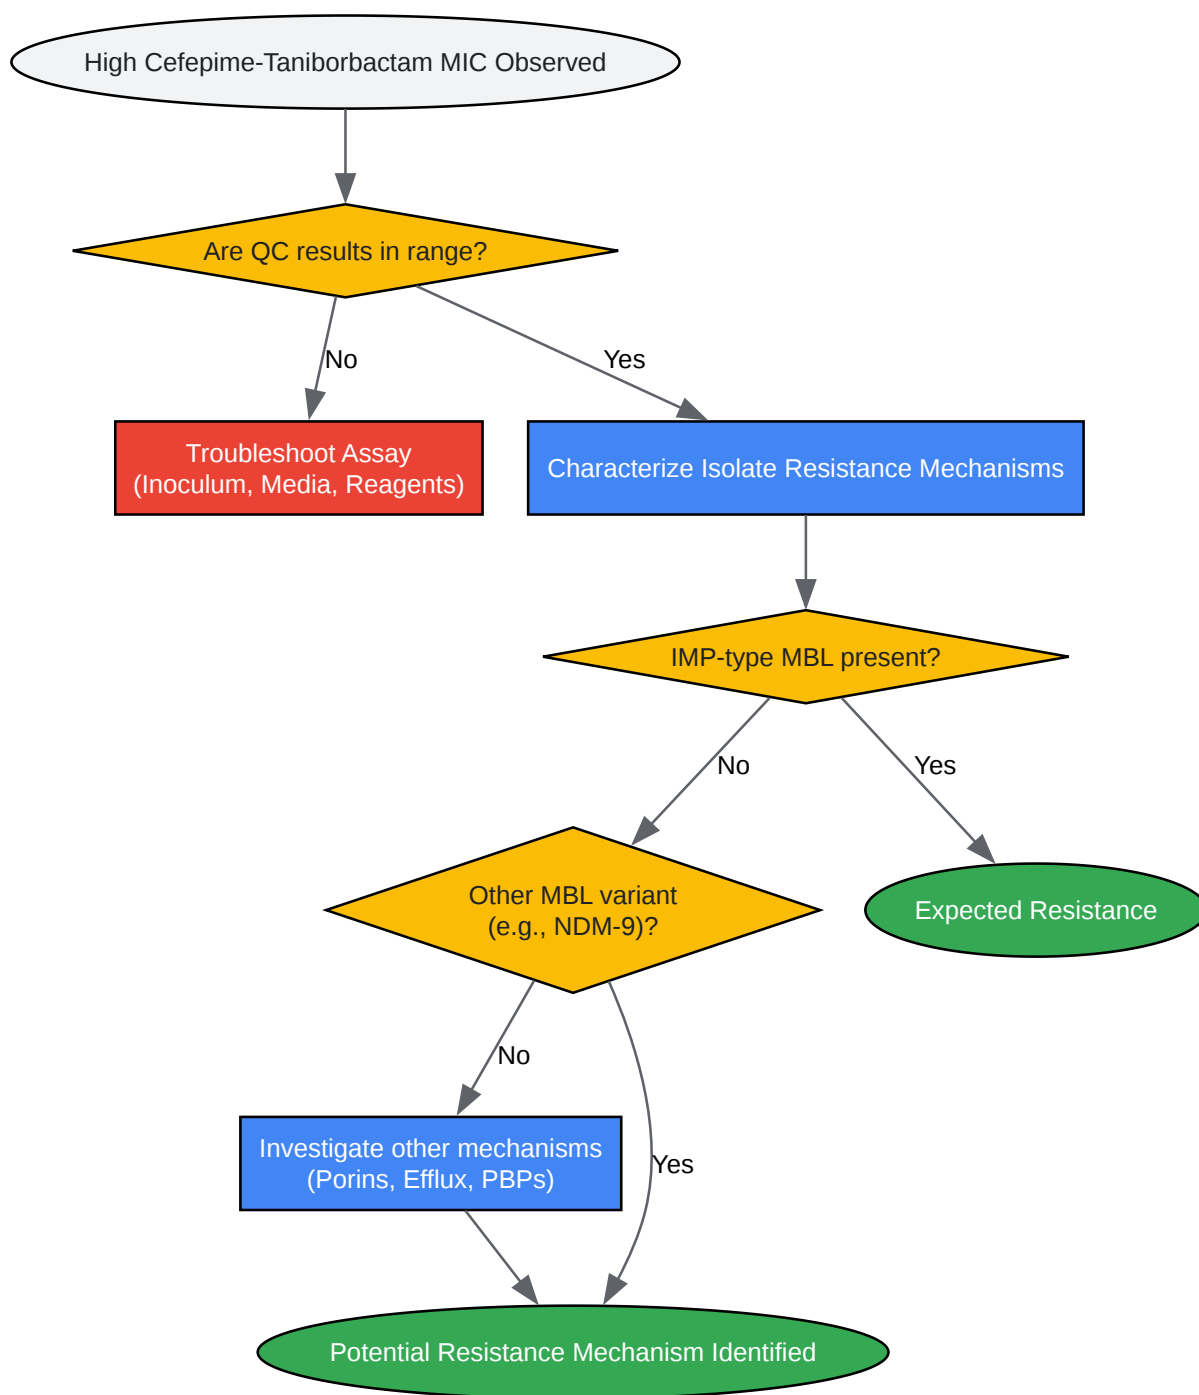 High Cefepime-Taniborbactam MIC Observed
Are QC results in range?
No
Yes
Troubleshoot Assay
(Inoculum, Media, Reagents)
Characterize Isolate Resistance Mechanisms
IMP-type MBL present?
No
Yes
Other MBL variant
(e.g., NDM-9)?
Expected Resistance
No
Investigate other mechanisms
(Porins, Efflux, PBPs)
Yes
Potential Resistance Mechanism Identified